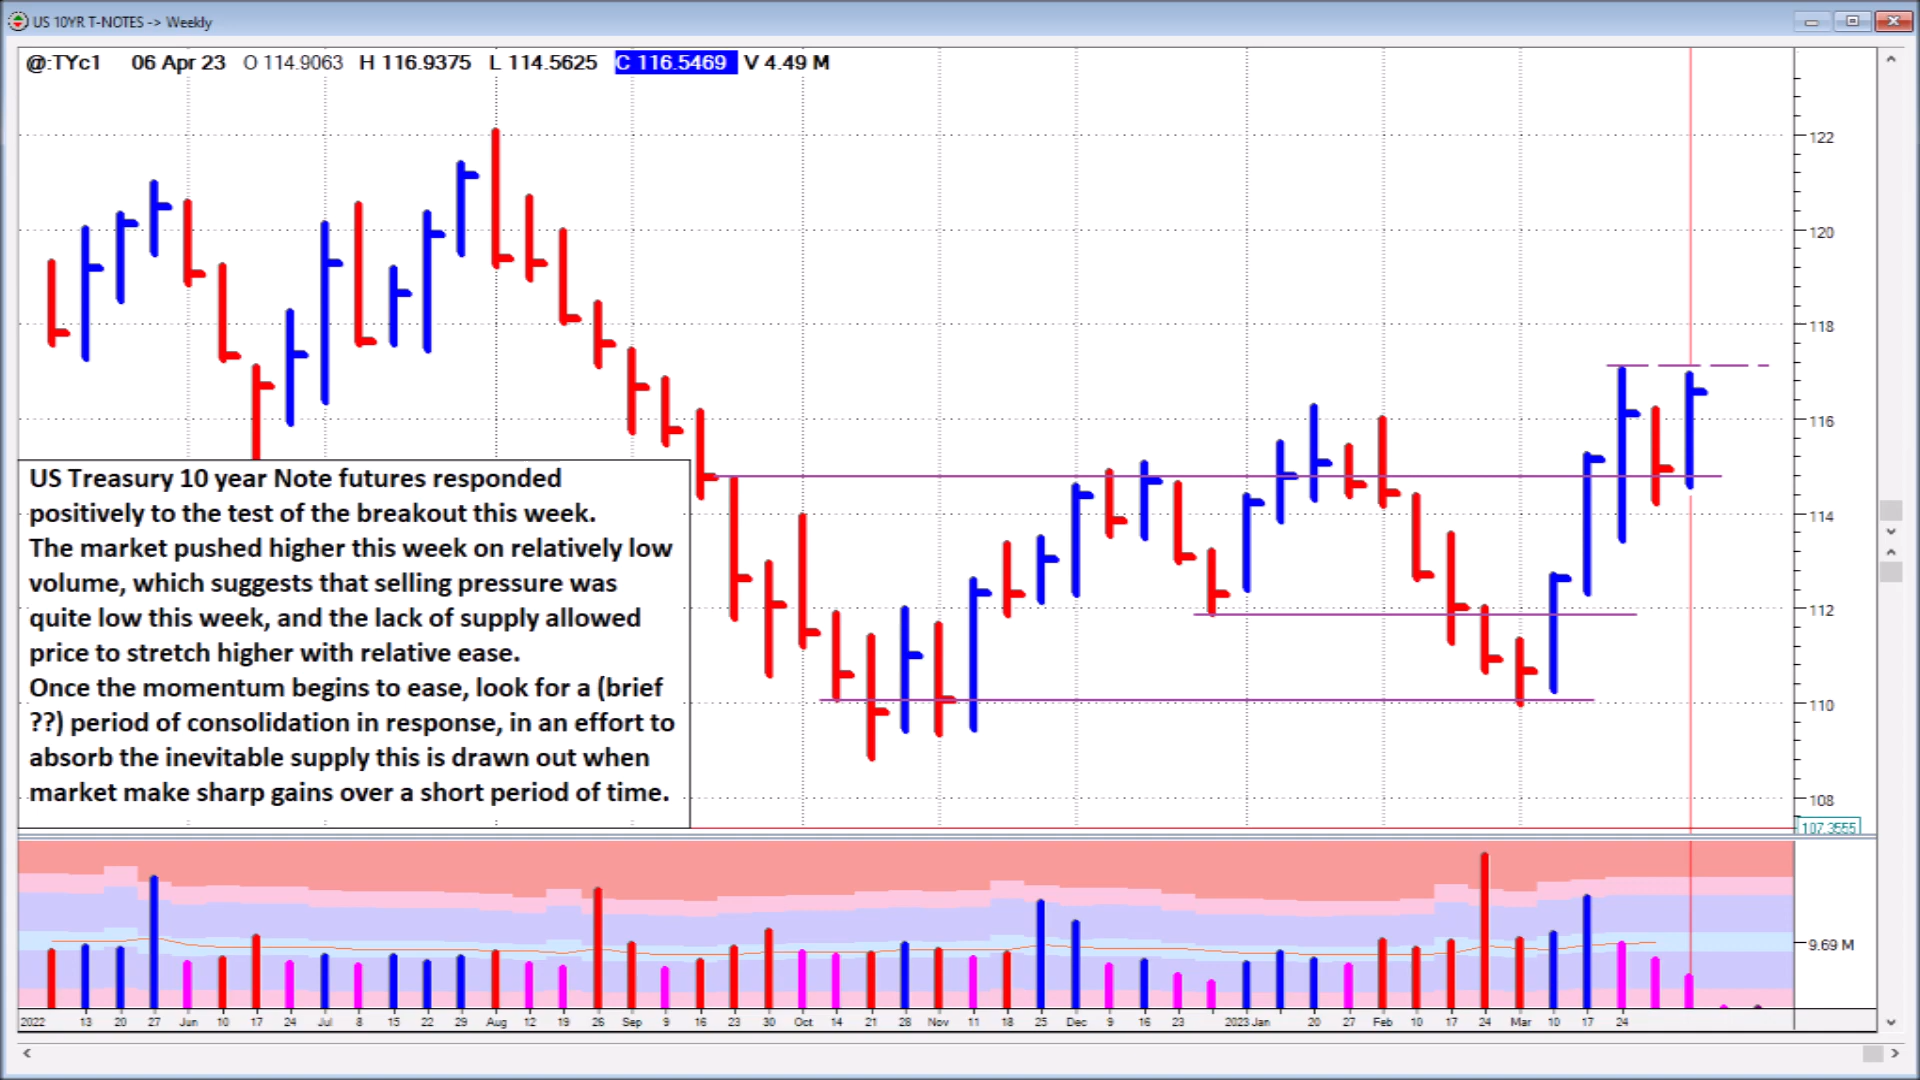 US 10YR T-NOTES -> Weekly
@:TYc1 06 Apr 23 O 114.9063 H 116.9375 L 114.5625 C 116.5469 V 4.49 M
122
120
118
116
114
112
110
108
107.3555
US Treasury 10 year Note futures responded
positively to the test of the breakout this week.
The market pushed higher this week on relatively low
volume, which suggests that selling pressure was
quite low this week, and the lack of supply allowed
price to stretch higher with relative ease.
Once the momentum begins to ease, look for a (brief
??) period of consolidation in response, in an effort to
absorb the inevitable supply this is drawn out when
market make sharp gains over a short period of time.
9.69 M
2022 13 20 27 Jun 10 17 24 Jul 8 15 22 29 Aug 12 19 26 Sep 9 16 23 30 Oct 14 21 28 Nov 11 18 25 Dec 9 16 23 2023 Jan 20 27 Feb 10 17 24 Mar 10 17 24